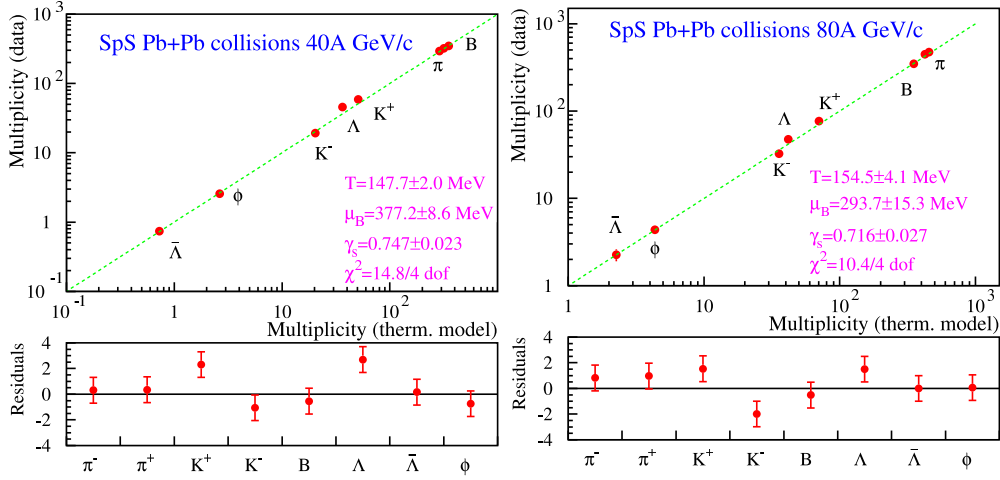 SpS Pb+Pb collisions 40A GeV/c
Multiplicity (data)
10³
10²
10
1
10⁻¹
B
π
K⁺
Λ
K⁻
ϕ
Λ̄
T=147.7±2.0 MeV
μ_B=377.2±8.6 MeV
γ_s=0.747±0.023
χ²=14.8/4 dof
10⁻¹ 1 10 10²
Multiplicity (therm. model)
Residuals
4
2
0
-2
-4
π⁻ π⁺ K⁺ K⁻ B Λ Λ̄ ϕ
SpS Pb+Pb collisions 80A GeV/c
Multiplicity (data)
10³
10²
10
1
π
B
K⁺
Λ
K⁻
Λ̄
ϕ
T=154.5±4.1 MeV
μ_B=293.7±15.3 MeV
γ_s=0.716±0.027
χ²=10.4/4 dof
1 10 10² 10³
Multiplicity (therm. model)
Residuals
4
2
0
-2
-4
π⁻ π⁺ K⁺ K⁻ B Λ Λ̄ ϕ